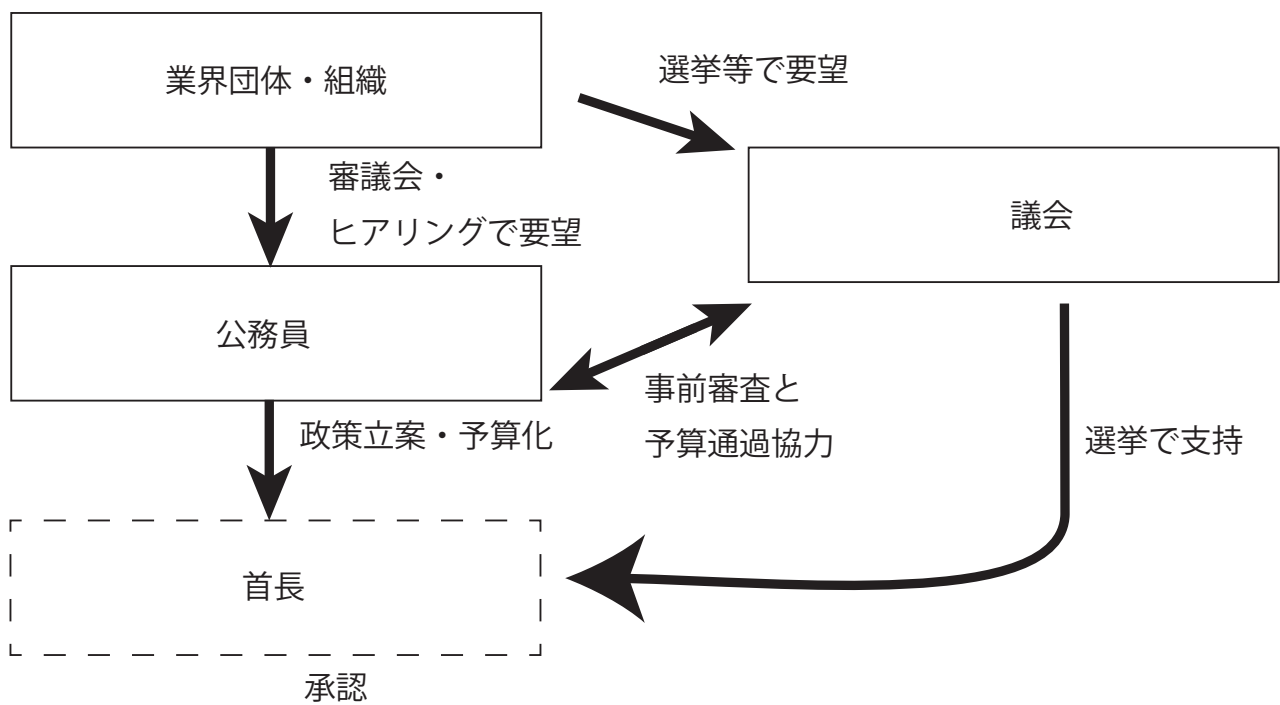 業界団体・組織
選挙等で要望
審議会・
ヒアリングで要望
議会
公務員
事前審査と
予算通過協力
政策立案・予算化
選挙で支持
首長
承認